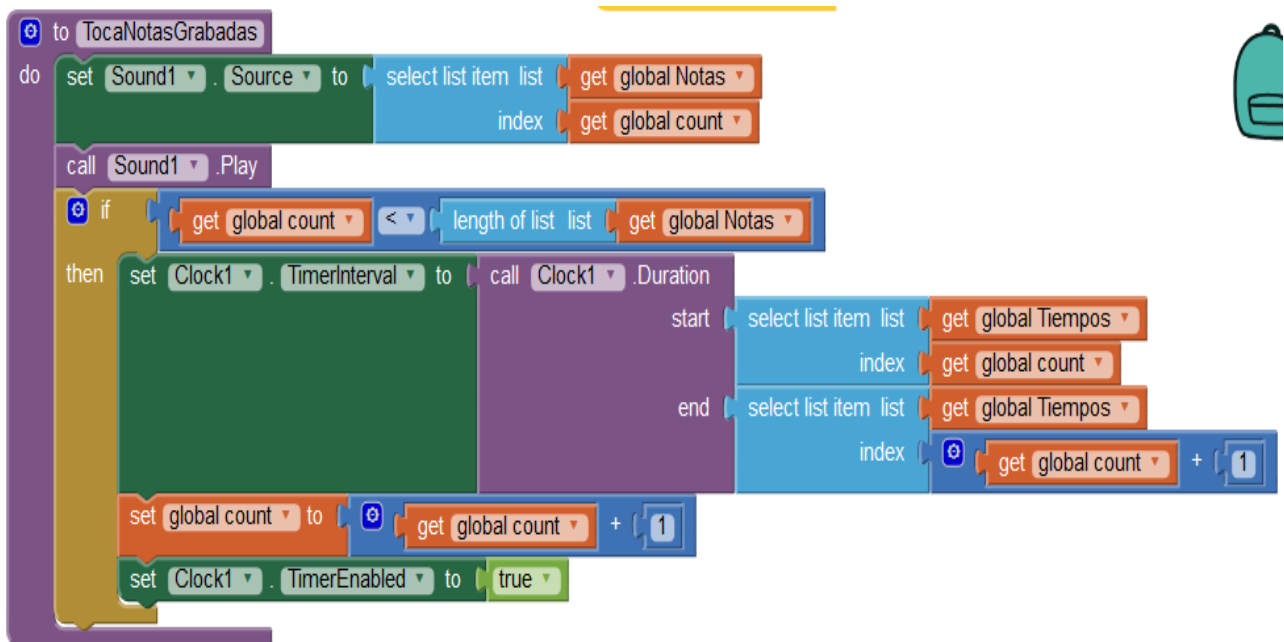 to TocaNotasGrabadas
do set Sound1 . Source to select list item list get global Notas
index get global count
call Sound1 .Play
if get global count < length of list list get global Notas
then set Clock1 . TimerInterval to call Clock1 .Duration
start select list item list get global Tiempos
index get global count
end select list item list get global Tiempos
index get global count + 1
set global count to get global count + 1
set Clock1 . TimerEnabled to true